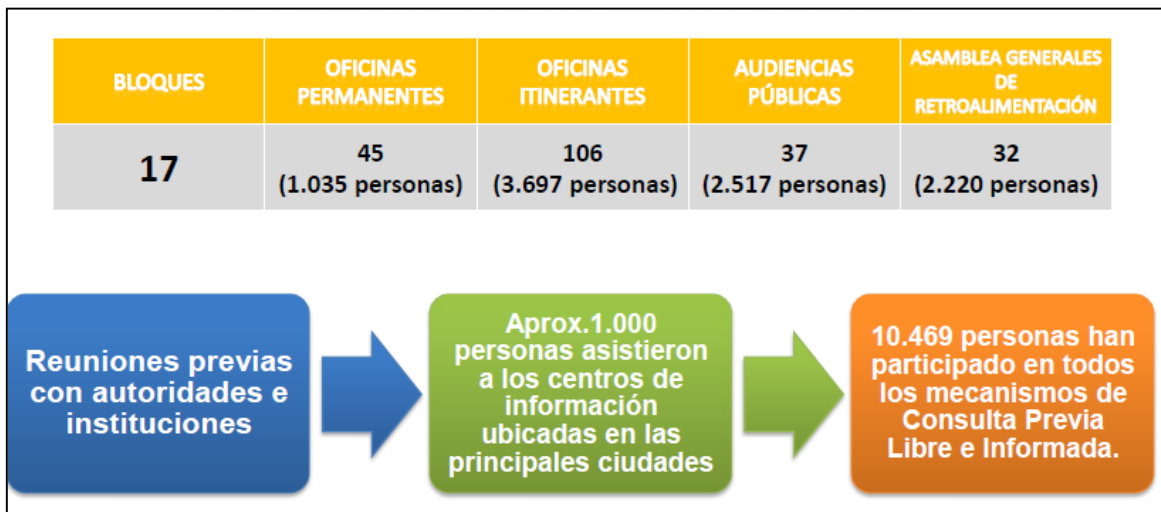 BLOQUES
OFICINAS
PERMANENTES
OFICINAS
ITINERANTES
AUDIENCIAS
PÚBLICAS
ASAMBLEA GENERALES
DE
RETROALIMENTACIÓN
17
45
(1.035 personas)
106
(3.697 personas)
37
(2.517 personas)
32
(2.220 personas)
Reuniones previas
con autoridades e
instituciones
Aprox.1.000
personas asistieron
a los centros de
información
ubicadas en las
principales ciudades
10.469 personas han
participado en todos
los mecanismos de
Consulta Previa
Libre e Informada.